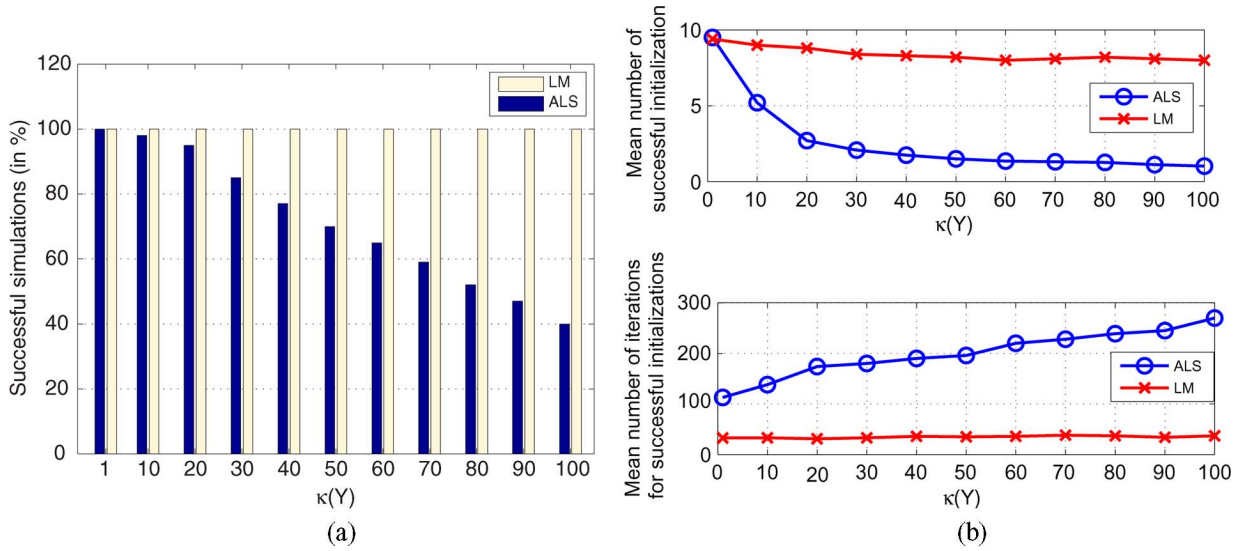 Successful simulations (in %)
120
100
80
60
40
20
0
LM
ALS
1 10 20 30 40 50 60 70 80 90 100
κ(Y)
(a)
Mean number of
successful initialization
10
5
0
ALS
LM
0 10 20 30 40 50 60 70 80 90 100
κ(Y)
Mean number of iterations
for successful initializations
300
200
100
0
ALS
LM
0 10 20 30 40 50 60 70 80 90 100
κ(Y)
(b)